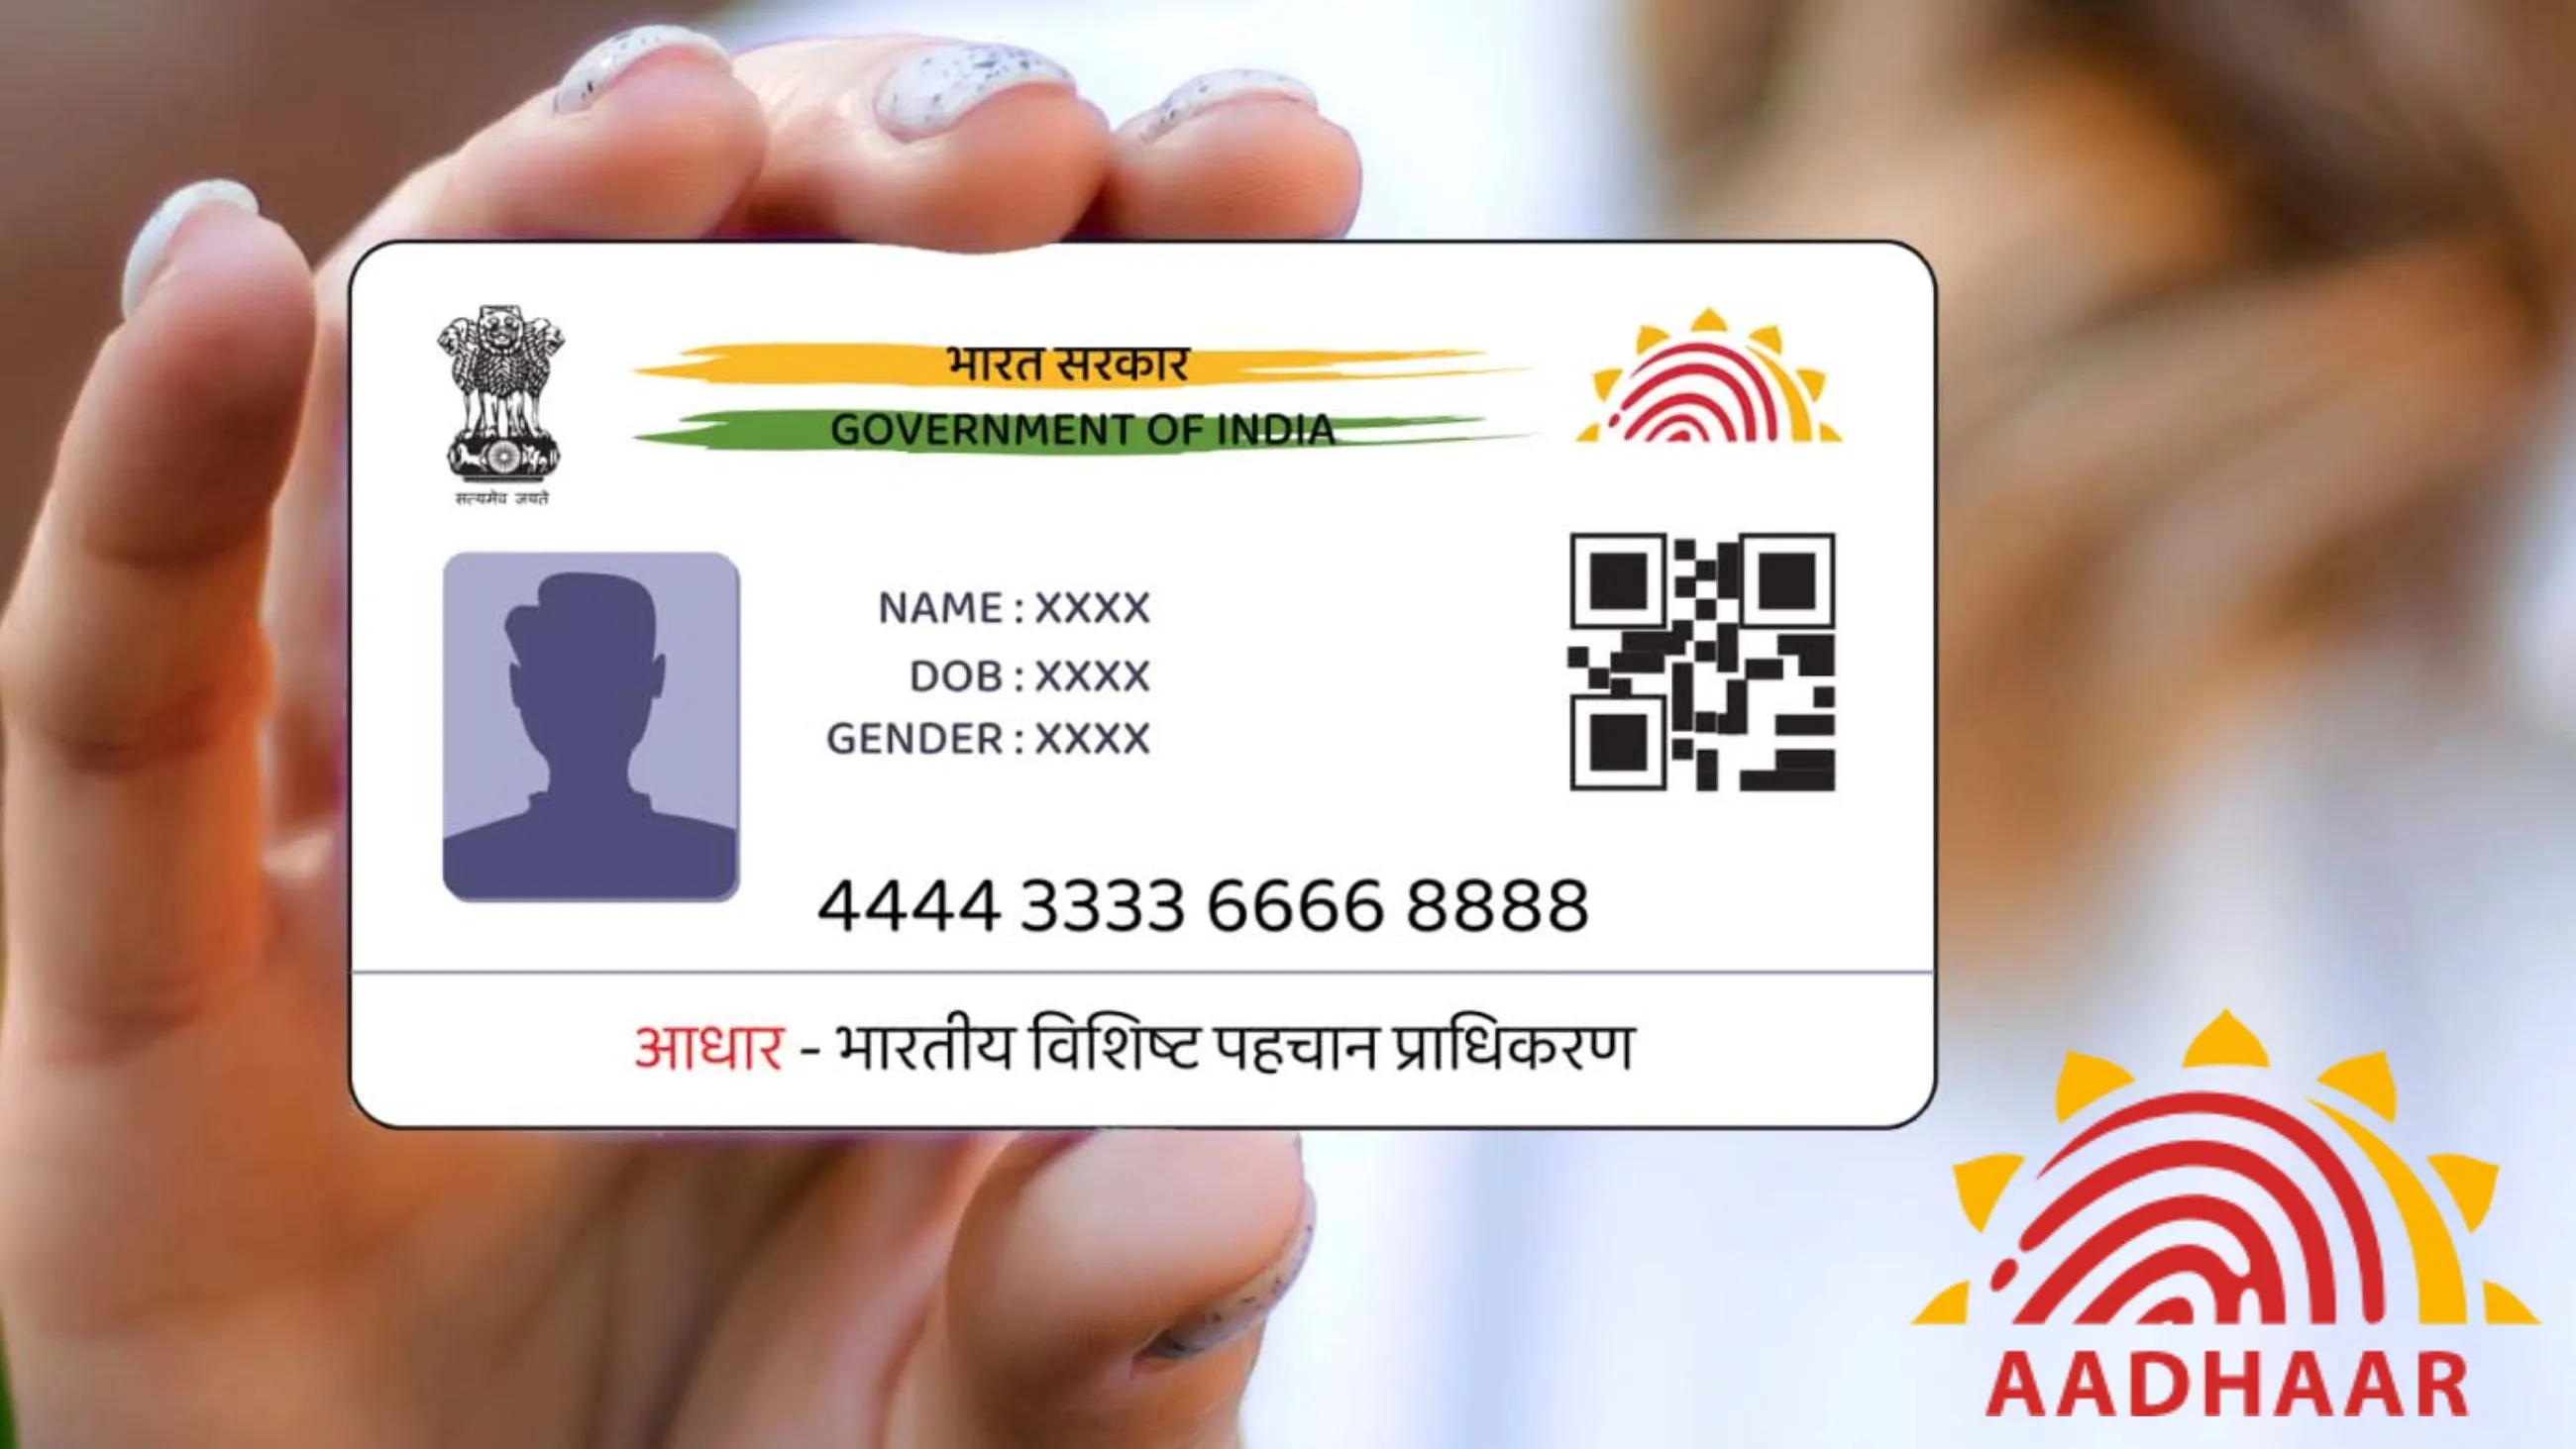 भारत सरकार
GOVERNMENT OF INDIA
सत्यमेव जयते
NAME : XXXX
DOB : XXXX
GENDER : XXXX
4444 3333 6666 8888
आधार - भारतीय विशिष्ट पहचान प्राधिकरण
AADHAAR